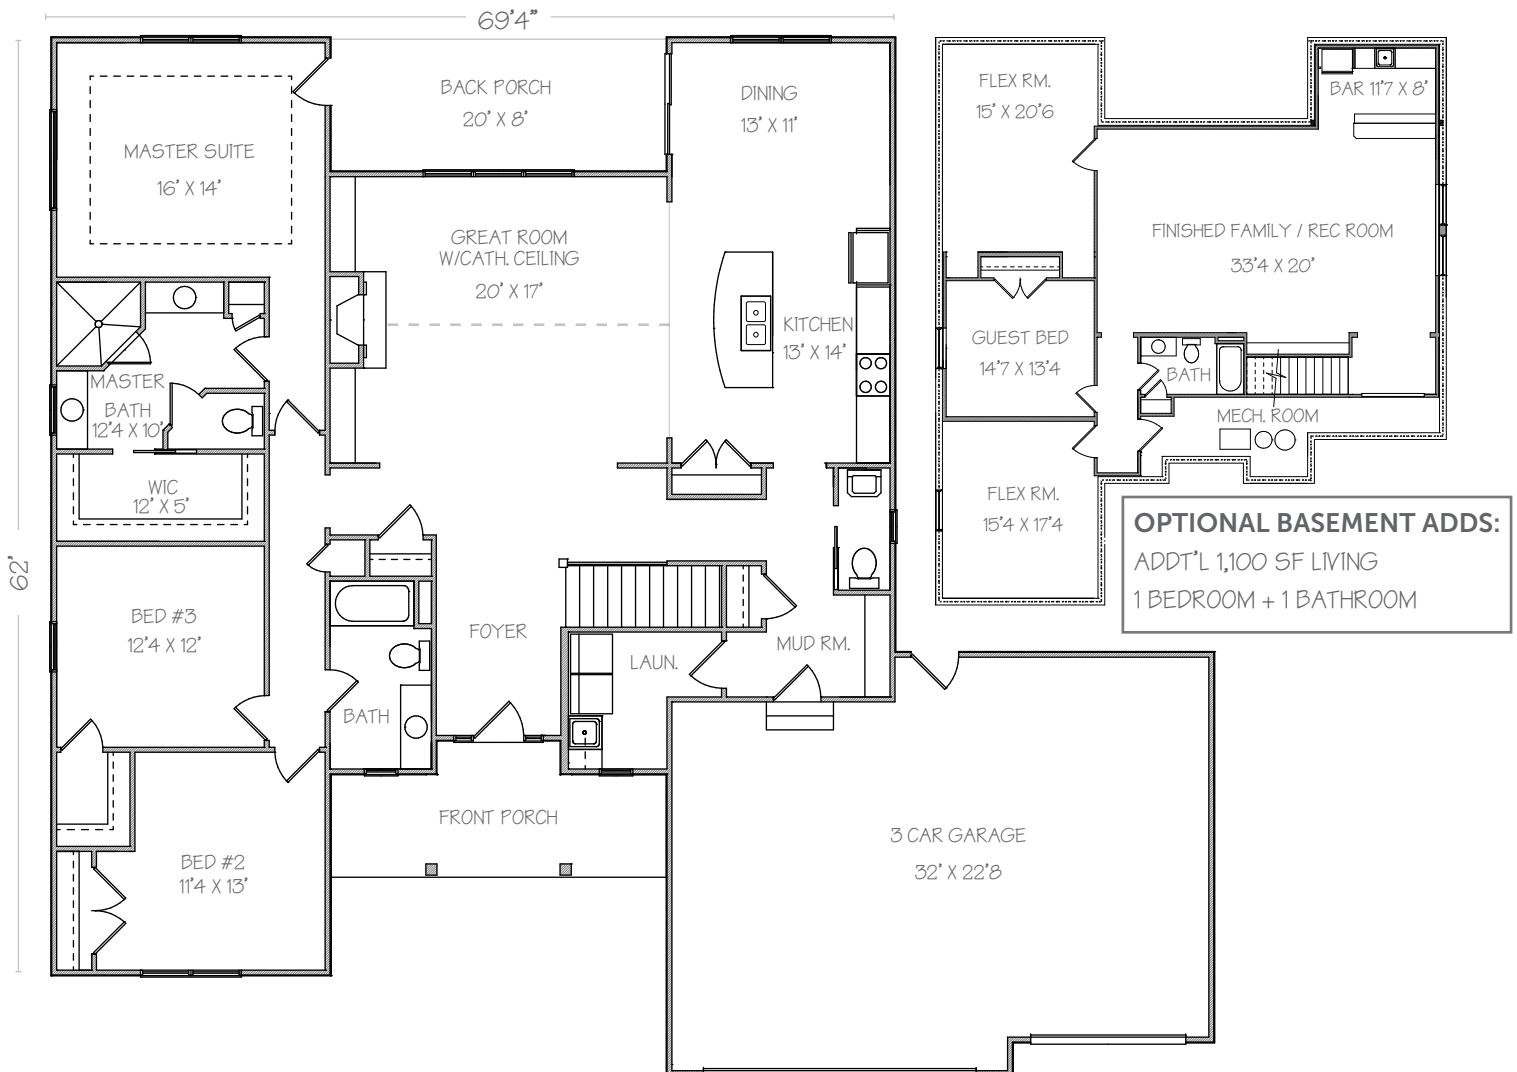 69'4"
62'
MASTER SUITE
16' X 14'
BACK PORCH
20' X 8'
DINING
13' X 11'
GREAT ROOM
W/CATH. CEILING
20' X 17'
KITCHEN
13' X 14'
MASTER
BATH
12'4 X 10'
WIC
12' X 5'
BED #3
12'4 X 12'
FOYER
LAUN.
MUD RM.
BATH
FRONT PORCH
BED #2
11'4 X 13'
3 CAR GARAGE
32' X 22'8
FLEX RM.
15' X 20'6
BAR 11'7 X 8'
FINISHED FAMILY / REC ROOM
33'4 X 20'
GUEST BED
14'7 X 13'4
BATH
MECH. ROOM
FLEX RM.
15'4 X 17'4
OPTIONAL BASEMENT ADDS:
ADDT'L 1,100 SF LIVING
1 BEDROOM + 1 BATHROOM